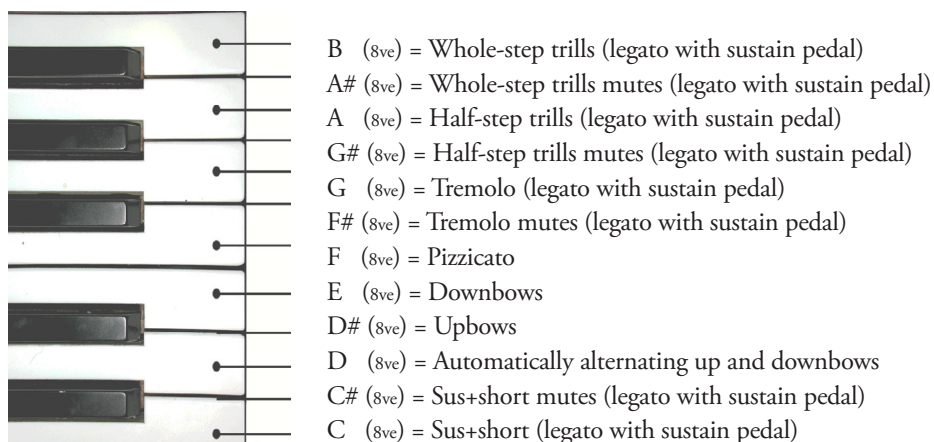 B (8ve) = Whole-step trills (legato with sustain pedal)
A# (8ve) = Whole-step trills mutes (legato with sustain pedal)
A (8ve) = Half-step trills (legato with sustain pedal)
G# (8ve) = Half-step trills mutes (legato with sustain pedal)
G (8ve) = Tremolo (legato with sustain pedal)
F# (8ve) = Tremolo mutes (legato with sustain pedal)
F (8ve) = Pizzicato
E (8ve) = Downbows
D# (8ve) = Upbows
D (8ve) = Automatically alternating up and downbows
C# (8ve) = Sus+short mutes (legato with sustain pedal)
C (8ve) = Sus+short (legato with sustain pedal)